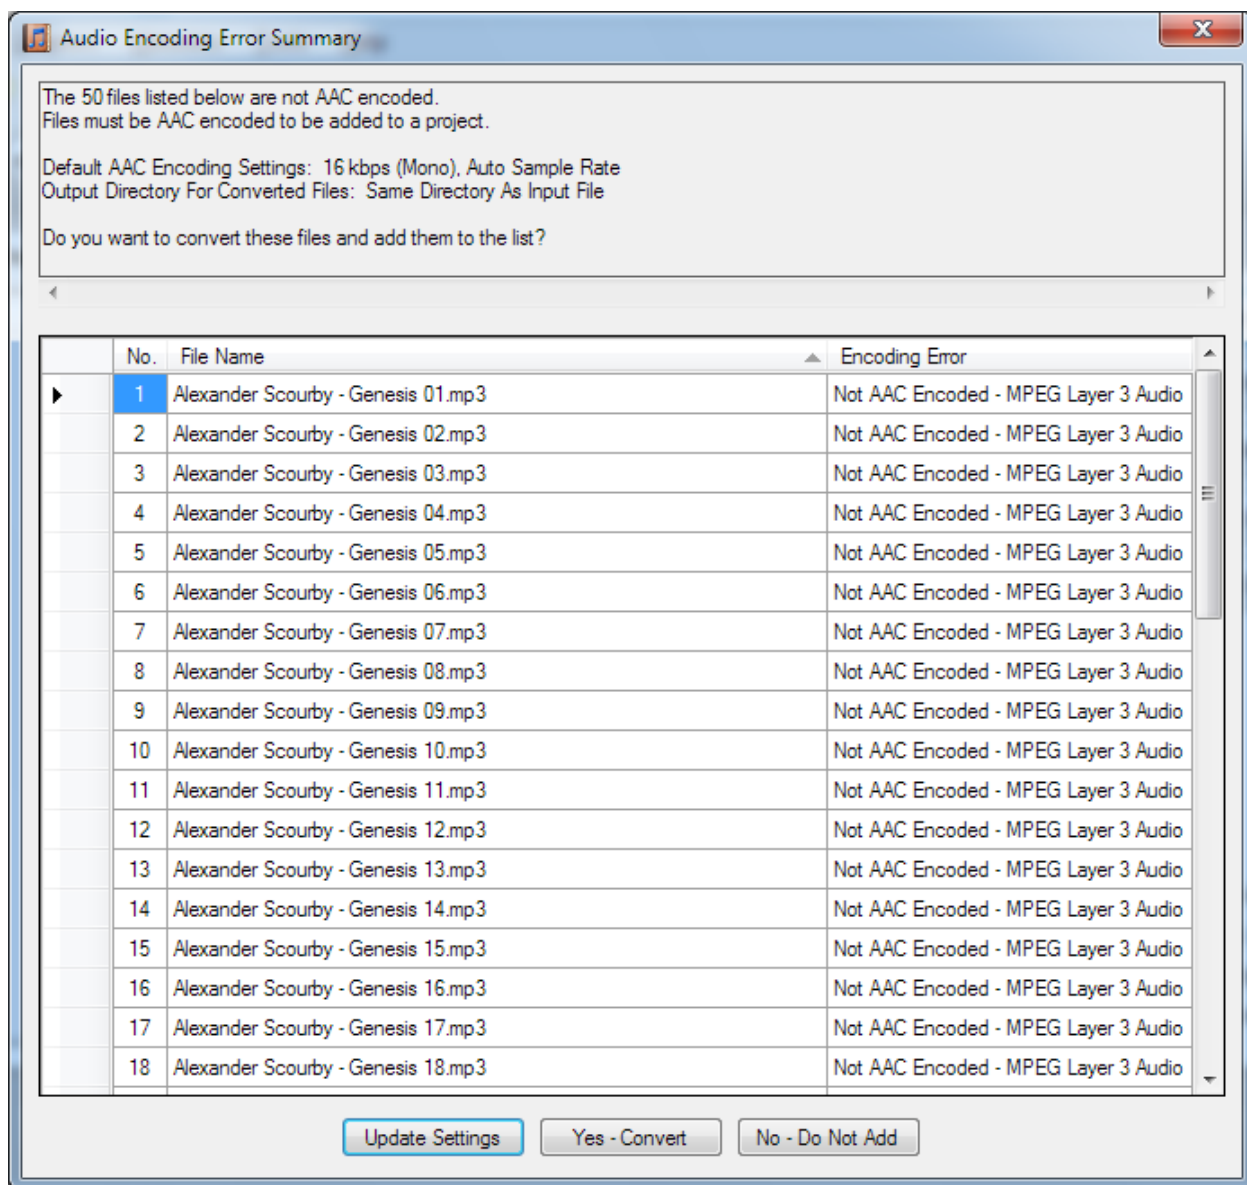 Audio Encoding Error Summary
The 50 files listed below are not AAC encoded.
Files must be AAC encoded to be added to a project.
Default AAC Encoding Settings:  16 kbps (Mono), Auto Sample Rate
Output Directory For Converted Files:  Same Directory As Input File
Do you want to convert these files and add them to the list?
No. File Name Encoding Error
1 Alexander Scourby - Genesis 01.mp3 Not AAC Encoded - MPEG Layer 3 Audio
2 Alexander Scourby - Genesis 02.mp3 Not AAC Encoded - MPEG Layer 3 Audio
3 Alexander Scourby - Genesis 03.mp3 Not AAC Encoded - MPEG Layer 3 Audio
4 Alexander Scourby - Genesis 04.mp3 Not AAC Encoded - MPEG Layer 3 Audio
5 Alexander Scourby - Genesis 05.mp3 Not AAC Encoded - MPEG Layer 3 Audio
6 Alexander Scourby - Genesis 06.mp3 Not AAC Encoded - MPEG Layer 3 Audio
7 Alexander Scourby - Genesis 07.mp3 Not AAC Encoded - MPEG Layer 3 Audio
8 Alexander Scourby - Genesis 08.mp3 Not AAC Encoded - MPEG Layer 3 Audio
9 Alexander Scourby - Genesis 09.mp3 Not AAC Encoded - MPEG Layer 3 Audio
10 Alexander Scourby - Genesis 10.mp3 Not AAC Encoded - MPEG Layer 3 Audio
11 Alexander Scourby - Genesis 11.mp3 Not AAC Encoded - MPEG Layer 3 Audio
12 Alexander Scourby - Genesis 12.mp3 Not AAC Encoded - MPEG Layer 3 Audio
13 Alexander Scourby - Genesis 13.mp3 Not AAC Encoded - MPEG Layer 3 Audio
14 Alexander Scourby - Genesis 14.mp3 Not AAC Encoded - MPEG Layer 3 Audio
15 Alexander Scourby - Genesis 15.mp3 Not AAC Encoded - MPEG Layer 3 Audio
16 Alexander Scourby - Genesis 16.mp3 Not AAC Encoded - MPEG Layer 3 Audio
17 Alexander Scourby - Genesis 17.mp3 Not AAC Encoded - MPEG Layer 3 Audio
18 Alexander Scourby - Genesis 18.mp3 Not AAC Encoded - MPEG Layer 3 Audio
Update Settings Yes - Convert No - Do Not Add